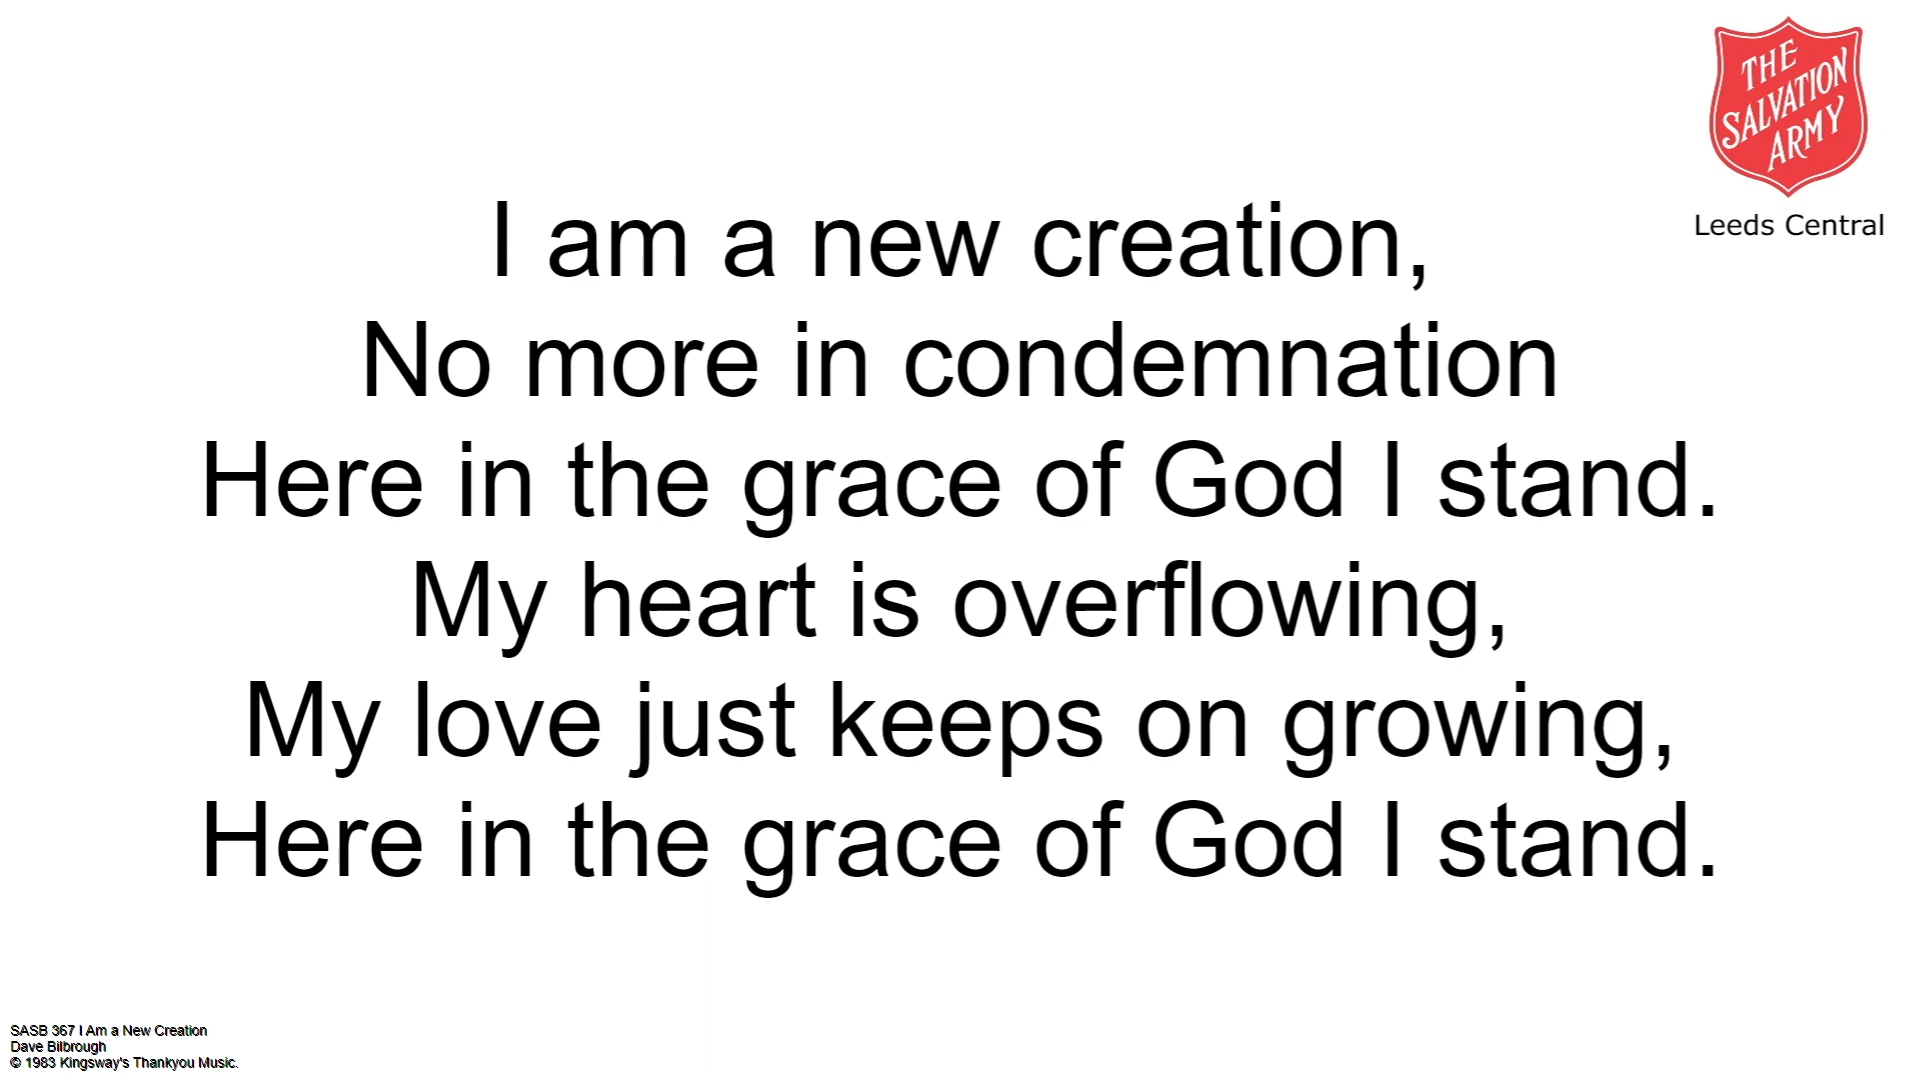 THE
SALVATION
ARMY
Leeds Central
I am a new creation,
No more in condemnation
Here in the grace of God I stand.
My heart is overflowing,
My love just keeps on growing,
Here in the grace of God I stand.
SASB 367 I Am a New Creation
Dave Bilbrough
© 1983 Kingsway's Thankyou Music.